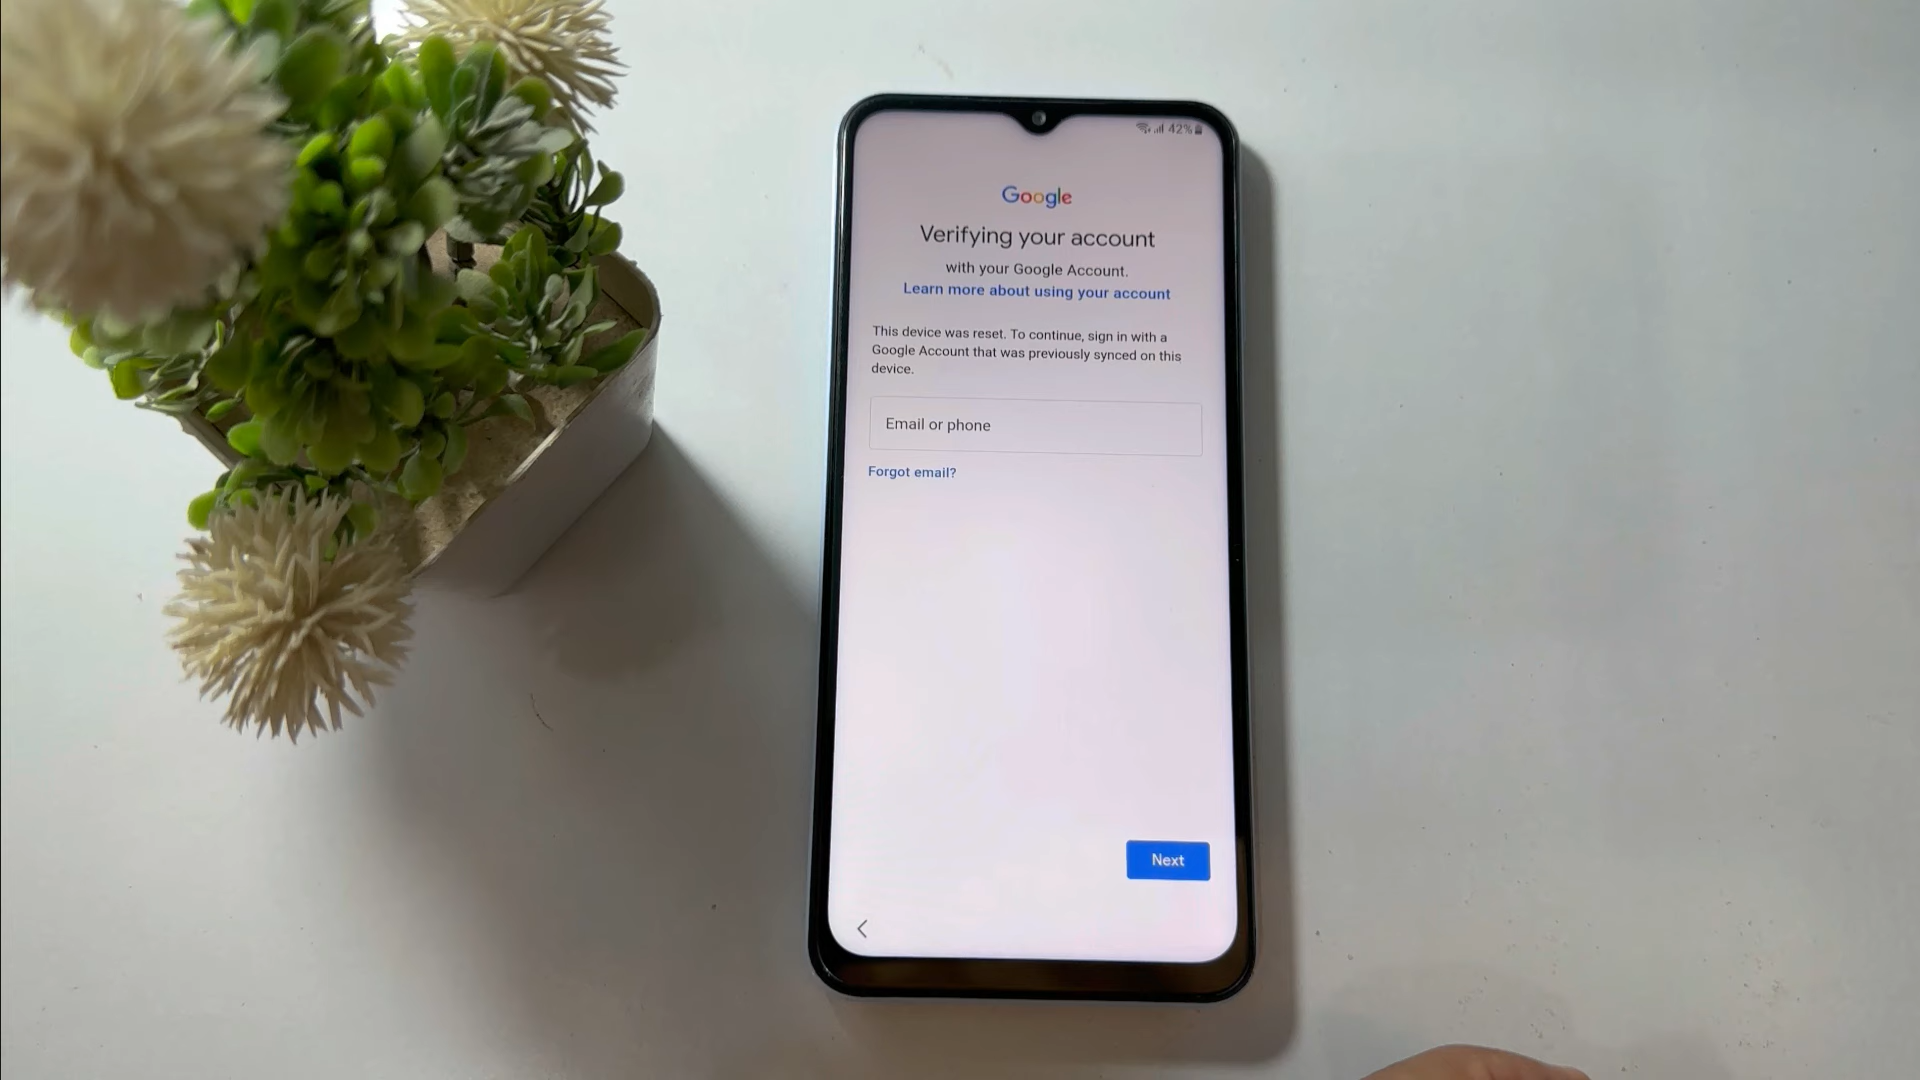 42%
Google
Verifying your account
with your Google Account.
Learn more about using your account
This device was reset. To continue, sign in with a
Google Account that was previously synced on this
device.
Email or phone
Forgot email?
Next